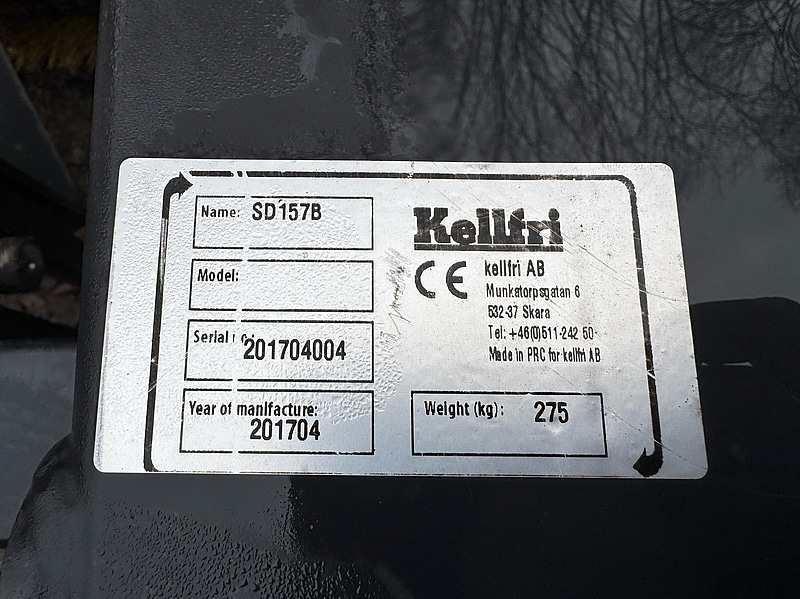 Name: SD157B
Model:
Serial no: 201704004
Year of manifacture:
201704
Kellfri
CE
kellfri AB
Munkatorpsgatan 6
532-37 Skara
Tel: +46(0)511-242 50
Made in PRC for kellfri AB
Weight (kg): 275